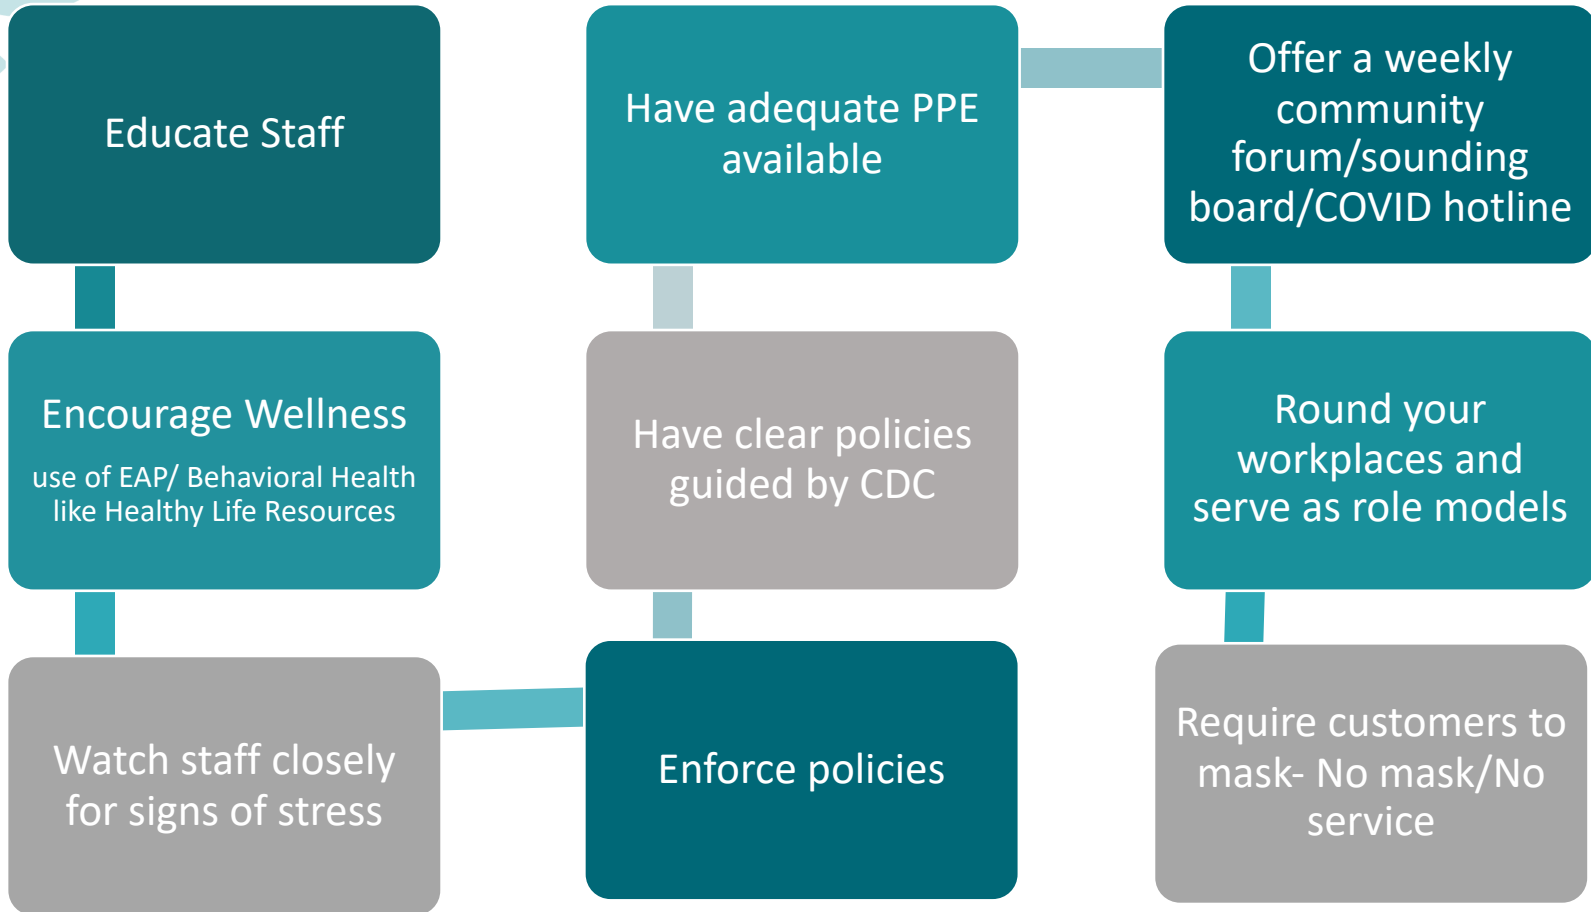 Educate Staff
Encourage Wellness
use of EAP/ Behavioral Health
like Healthy Life Resources
Watch staff closely
for signs of stress
Enforce policies
Have clear policies
guided by CDC
Have adequate PPE
available
Offer a weekly
community
forum/sounding
board/COVID hotline
Round your
workplaces and
serve as role models
Require customers to
mask- No mask/No
service